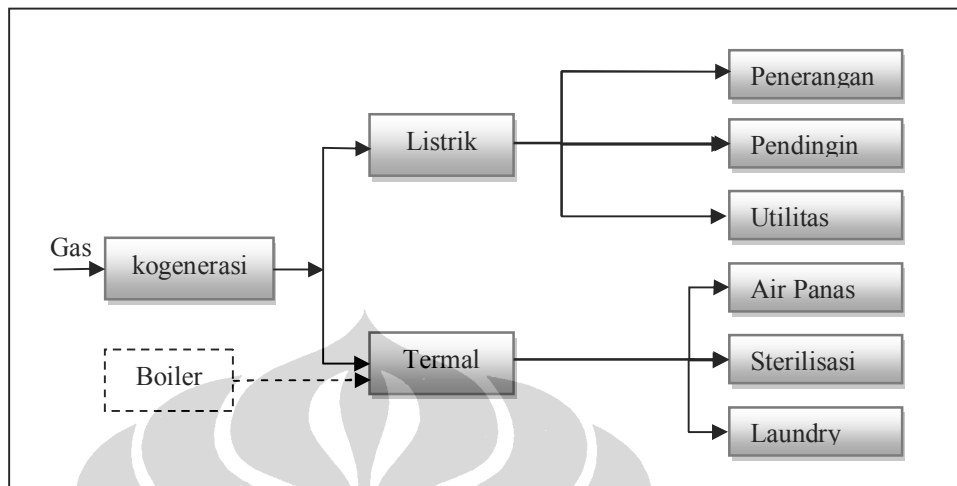 Penerangan
Listrik
Pendingin
Utilitas
Gas
kogenerasi
Air Panas
Termal
Boiler
Sterilisasi
Laundry